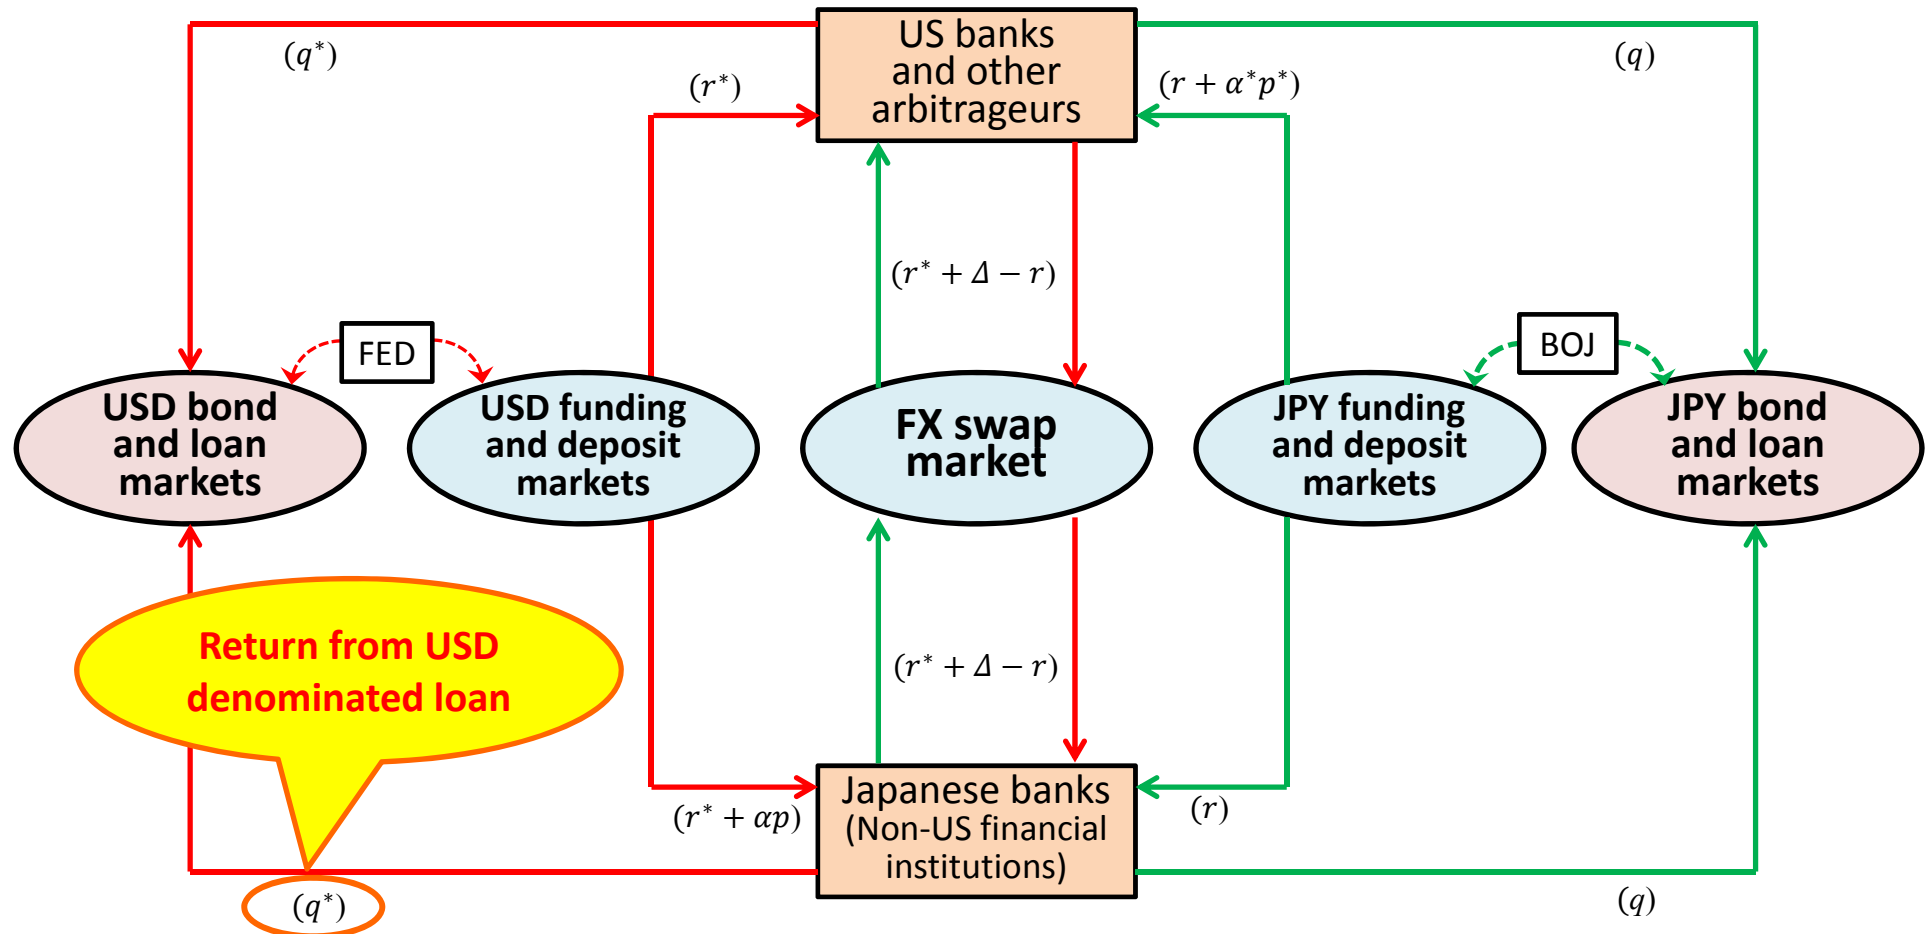 US banks
and other
arbitrageurs
(q*)
(q)
(r*)
(r + α*p*)
(r* + Δ − r)
FED
BOJ
USD bond
and loan
markets
USD funding
and deposit
markets
FX swap
market
JPY funding
and deposit
markets
JPY bond
and loan
markets
Return from USD
denominated loan
(r* + Δ − r)
Japanese banks
(Non-US financial
institutions)
(r* + αp)
(r)
(q*)
(q)